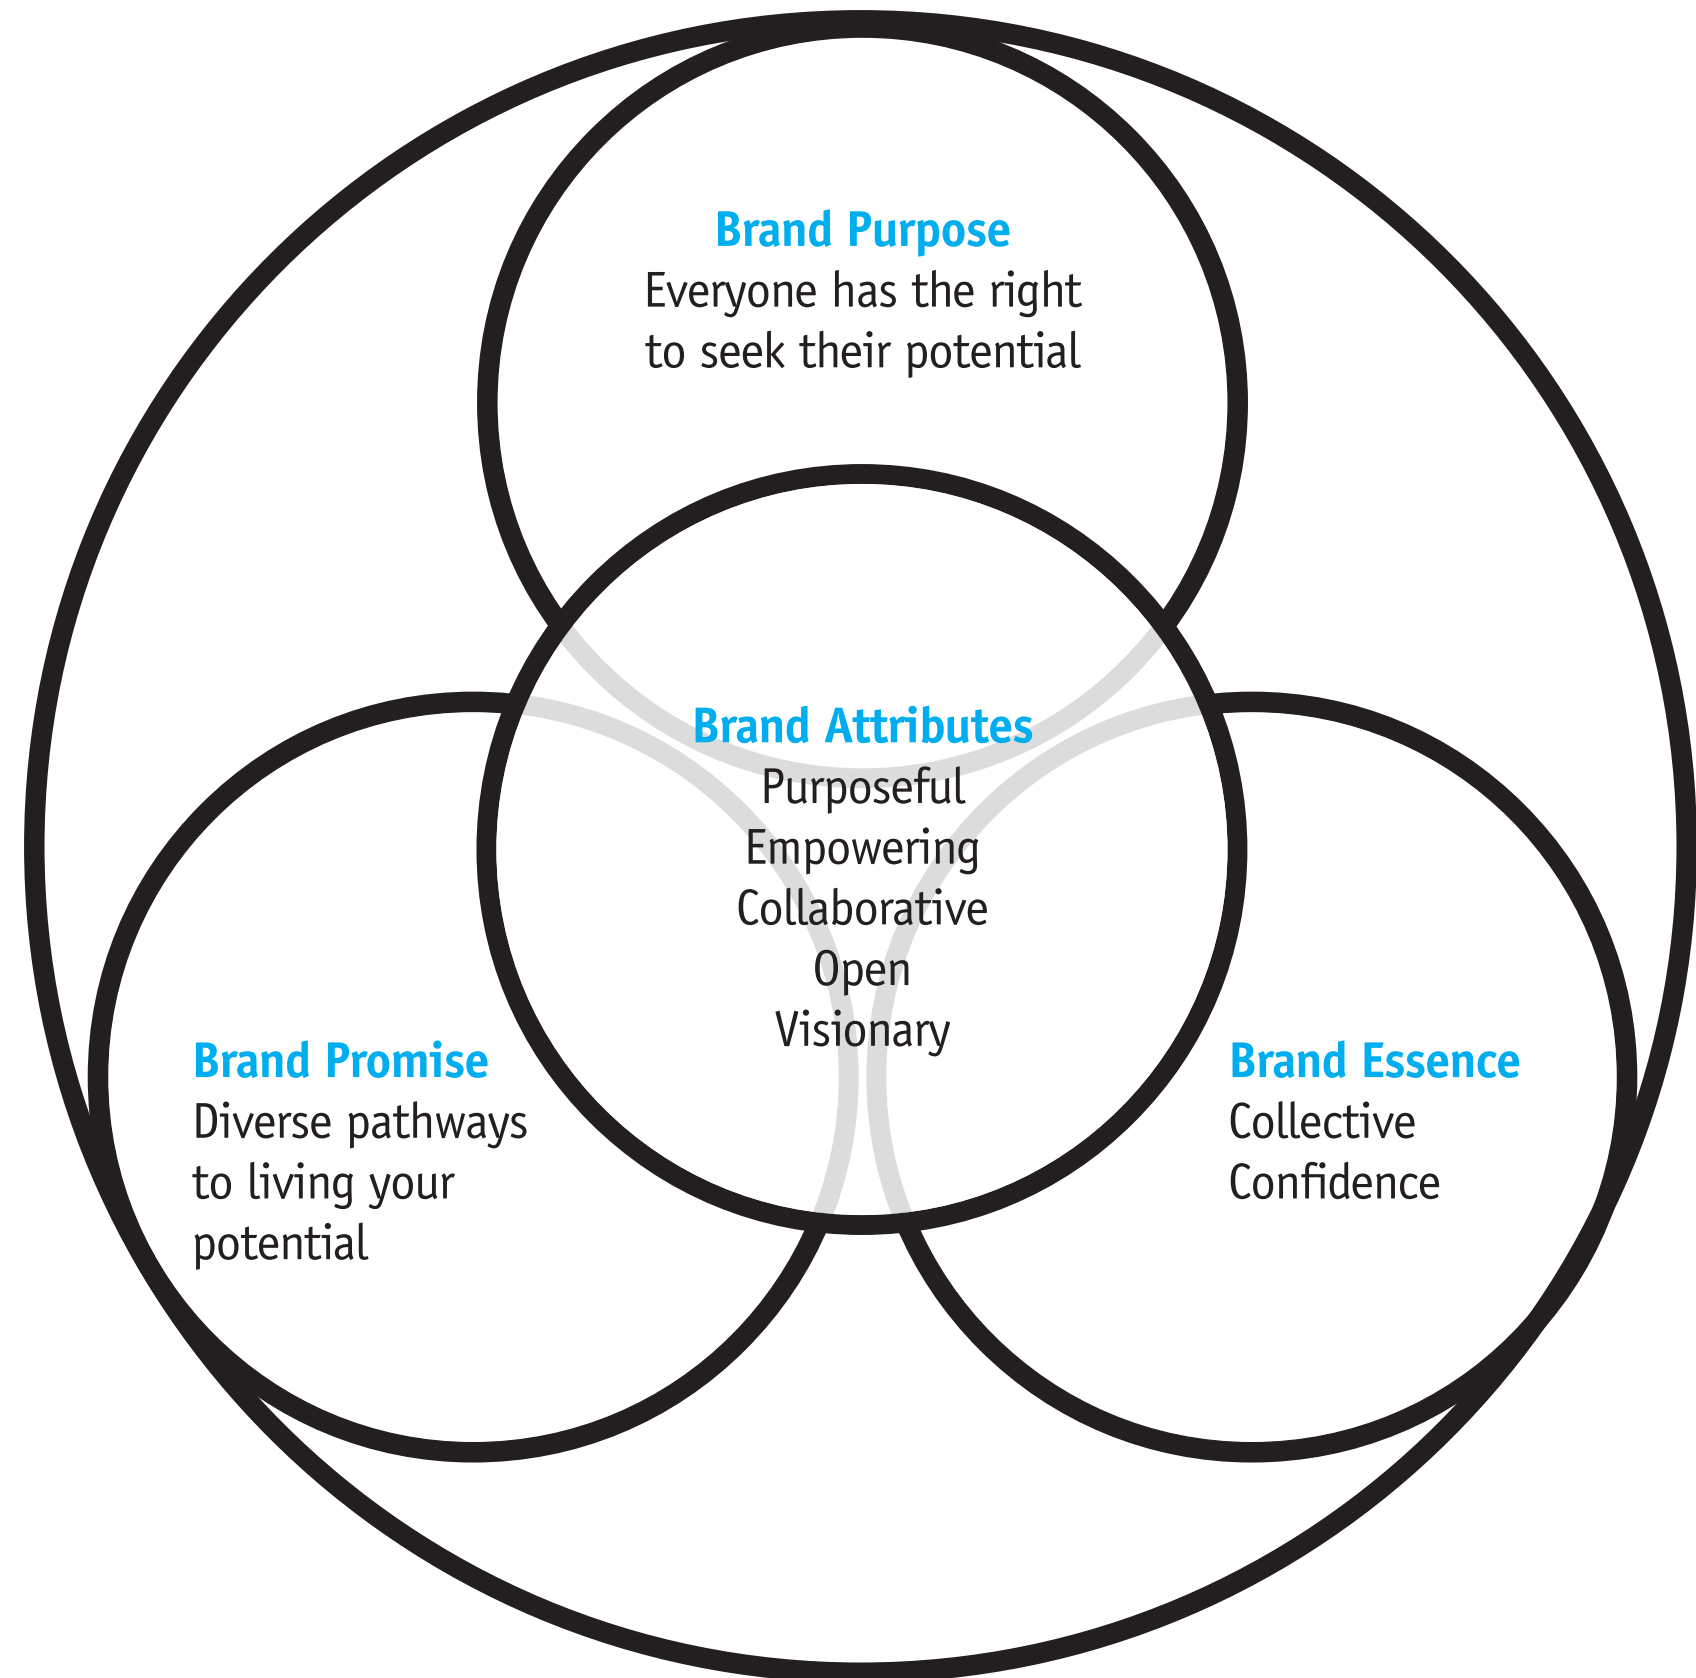 Brand Purpose
Everyone has the right
to seek their potential
Brand Attributes
Purposeful
Empowering
Collaborative
Open
Visionary
Brand Promise
Diverse pathways
to living your
potential
Brand Essence
Collective
Confidence